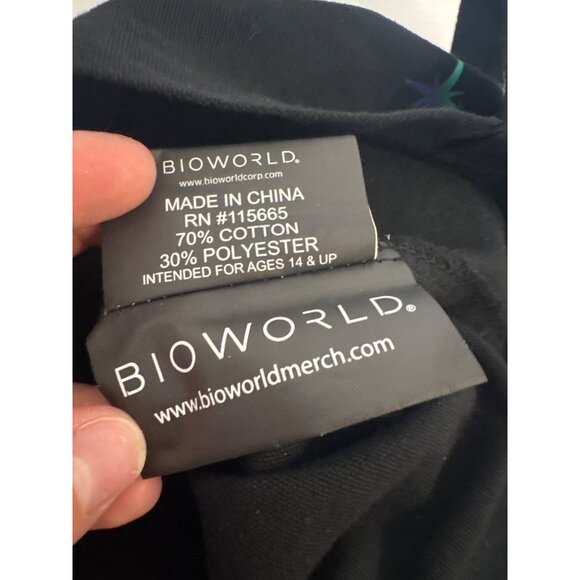 BIOWORLD®
www.bioworldcorp.com
MADE IN CHINA
RN #115665
70% COTTON
30% POLYESTER
INTENDED FOR AGES 14 & UP
BIOWORLD®
www.bioworldmerch.com